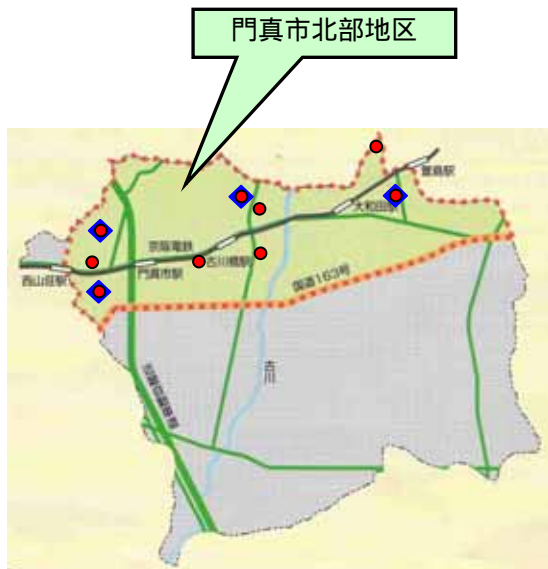 門真市北部地区
萱島駅
大和田駅
京阪電鉄
古川橋駅
門真市駅
西三荘駅
国道163号
古川